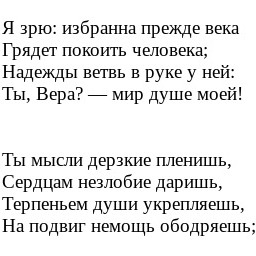 Я зрю: избранна прежде века
Грядет покоить человека;
Надежды ветвь в руке у ней:
Ты, Вера? — мир душе моей!
Ты мысли дерзкие пленишь,
Сердцам незлобие даришь,
Терпеньем души укрепляешь,
На подвиг немощь ободряешь;